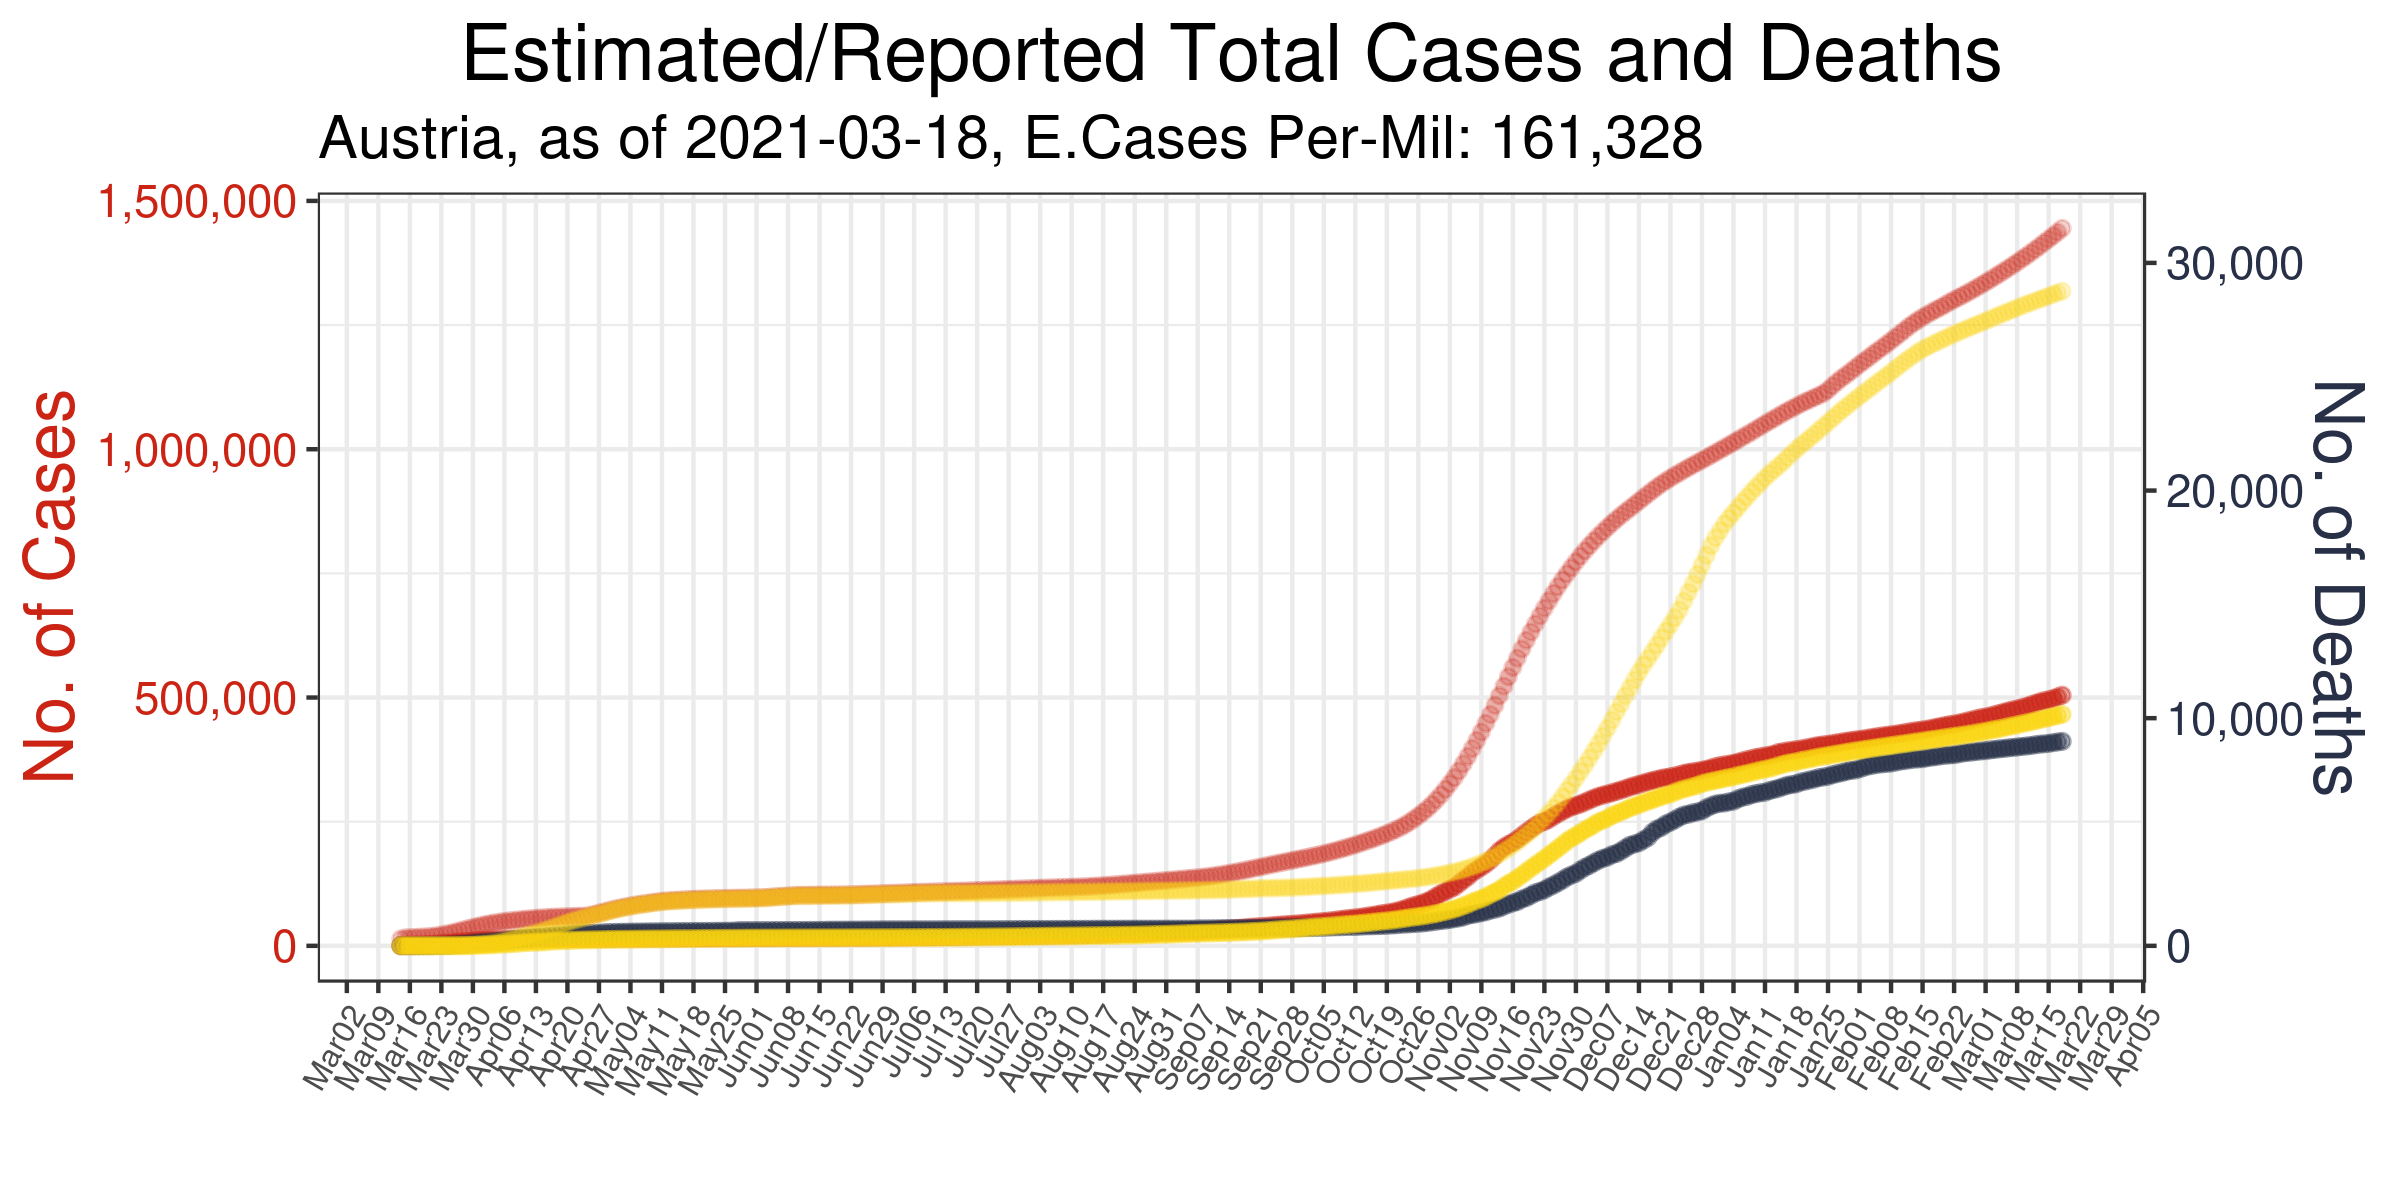 Estimated/Reported Total Cases and Deaths
Austria, as of 2021-03-18, E.Cases Per-Mil: 161,328
No. of Cases
1,500,000
1,000,000
500,000
0
30,000
20,000
10,000
0
No. of Deaths
Mar02
Mar09
Mar16
Mar23
Mar30
Apr06
Apr13
Apr20
Apr27
May04
May11
May18
May25
Jun01
Jun08
Jun15
Jun22
Jun29
Jul06
Jul13
Jul20
Jul27
Aug03
Aug10
Aug17
Aug24
Aug31
Sep07
Sep14
Sep21
Sep28
Oct05
Oct12
Oct19
Oct26
Nov02
Nov09
Nov16
Nov23
Nov30
Dec07
Dec14
Dec21
Dec28
Dec04
Jan11
Jan18
Jan25
Feb01
Feb08
Feb15
Feb22
Mar01
Mar08
Mar15
Mar22
Mar29
Apr05